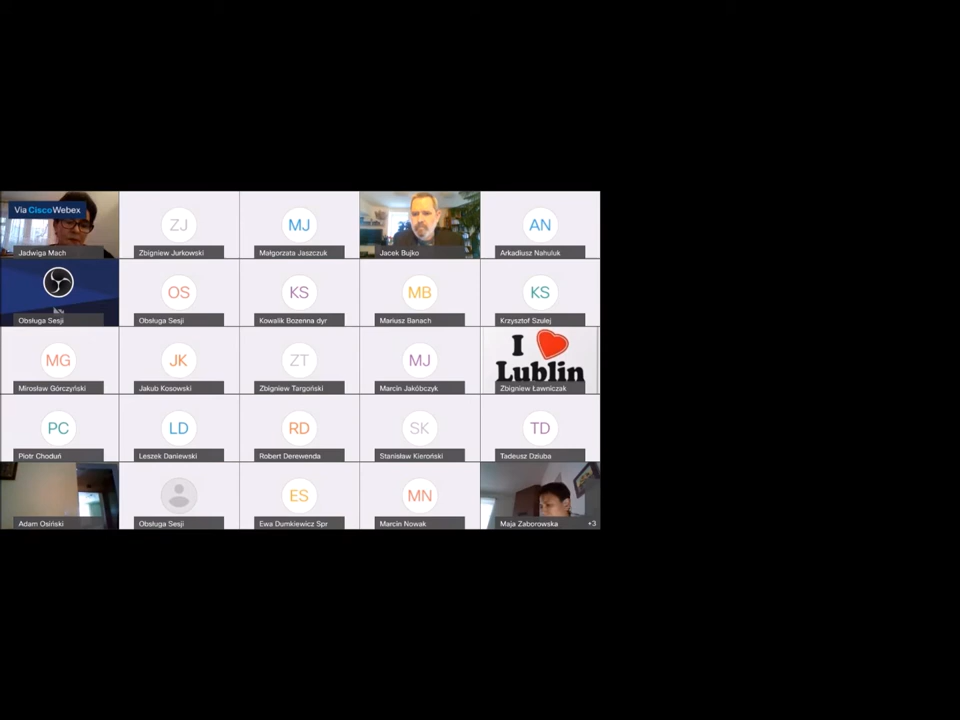 Via Cisco Webex
Jadwiga Mach
ZJ
Zbigniew Jurkowski
MJ
Małgorzata Jaszczuk
Jacek Bujko
AN
Arkadiusz Nahuluk
Obsługa Sesji
OS
Obsługa Sesji
KS
Kowalik Bozenna dyr
MB
Mariusz Banach
KS
Krzysztof Szulej
MG
Mirosław Górczyński
JK
Jakub Kosowski
ZT
Zbigniew Targoński
MJ
Marcin Jakóbczyk
I
Lublin
Zbigniew Ławniczak
PC
Piotr Choduń
LD
Leszek Daniewski
RD
Robert Derewenda
SK
Stanisław Kieroński
TD
Tadeusz Dziuba
Adam Osiński
Obsługa Sesji
ES
Ewa Dumkiewicz Spr
MN
Marcin Nowak
Maja Zaborowska
+3